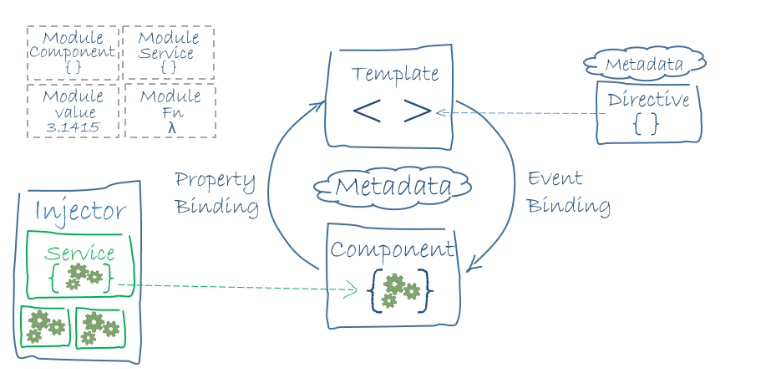 Module
Component
{ }
Module
Service
{ }
Module
value
3.1415
Module
Fn
λ
Template
< >
Metadata
Directive
{ }
Property
Binding
Metadata
Event
Binding
Injector
Service
{ }
Component
{ }